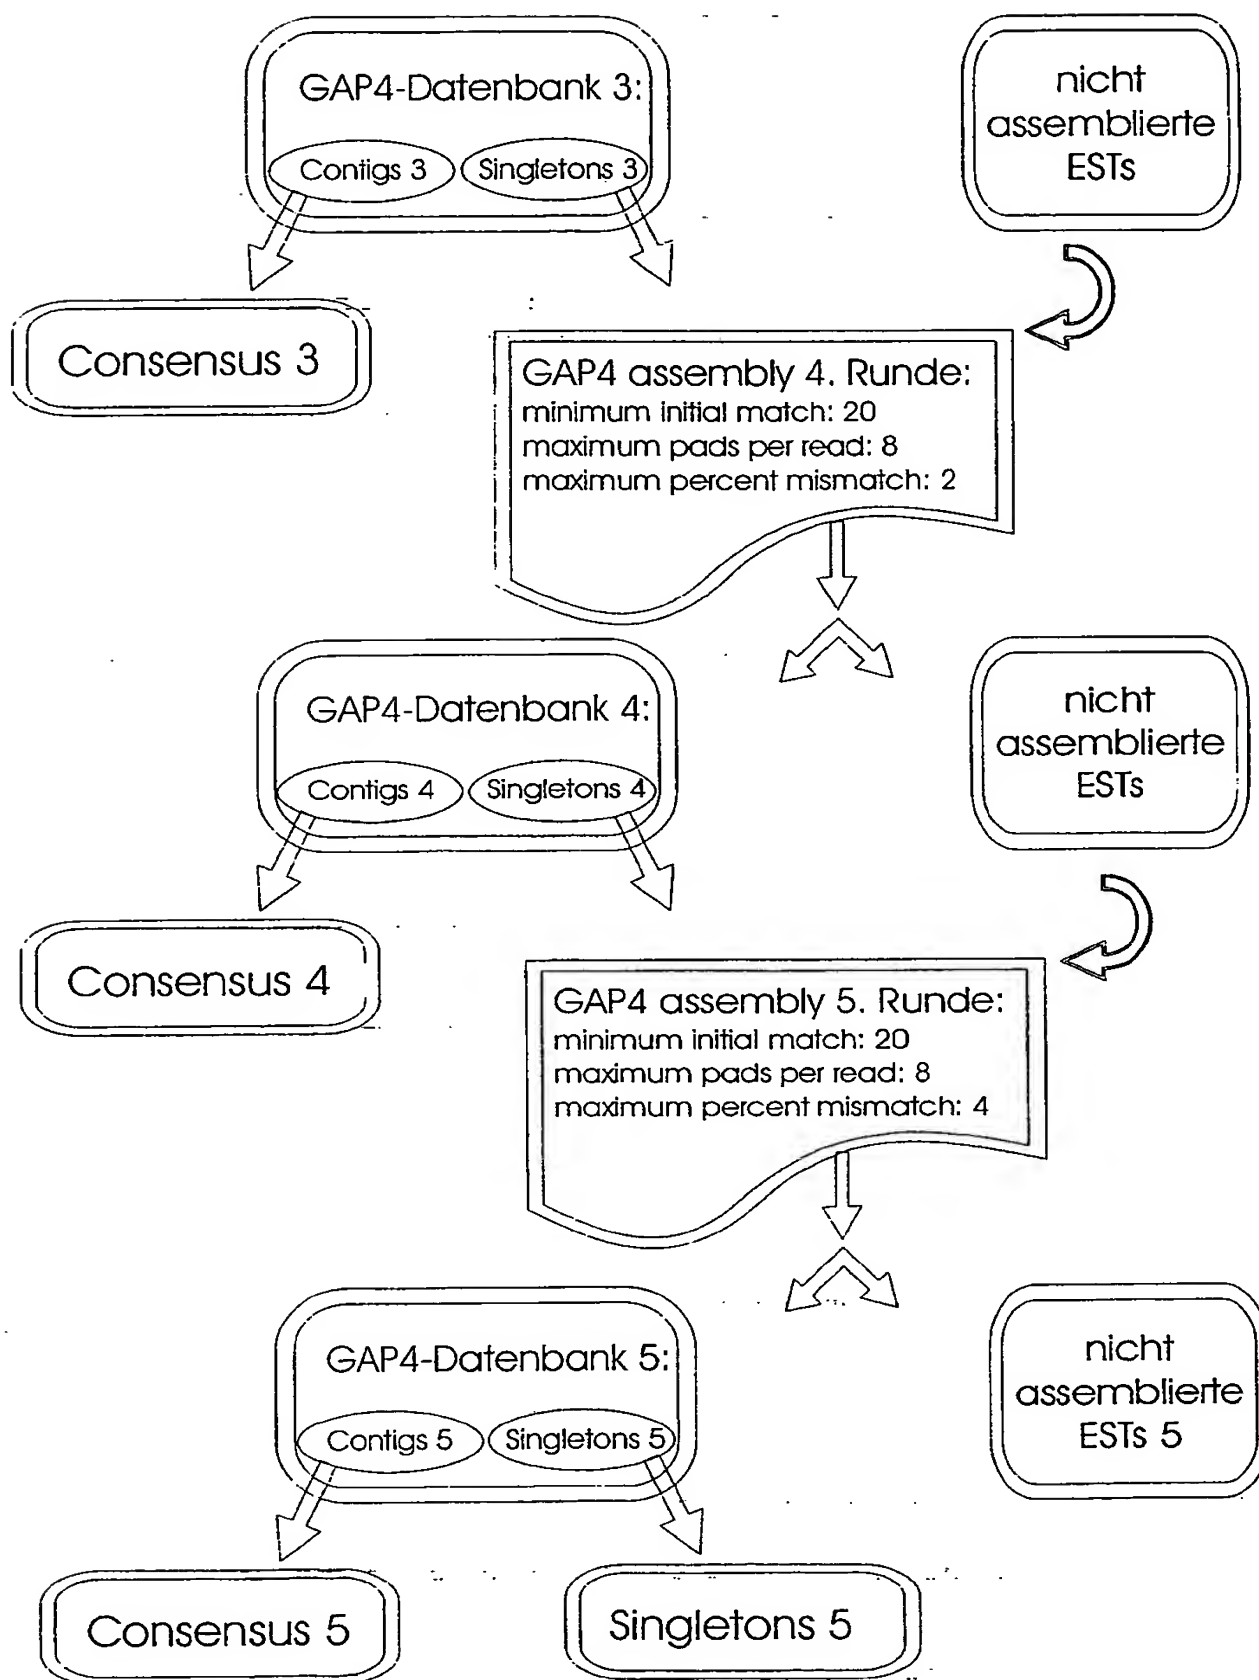 GAP4-Datenbank 3:
Contigs 3
Singletons 3
nicht
assemblierte
ESTs
Consensus 3
GAP4 assembly 4. Runde:
minimum initial match: 20
maximum pads per read: 8
maximum percent mismatch: 2
GAP4-Datenbank 4:
Contigs 4
Singletons 4
nicht
assemblierte
ESTs
Consensus 4
GAP4 assembly 5. Runde:
minimum initial match: 20
maximum pads per read: 8
maximum percent mismatch: 4
GAP4-Datenbank 5:
Contigs 5
Singletons 5
nicht
assemblierte
ESTs 5
Consensus 5
Singletons 5